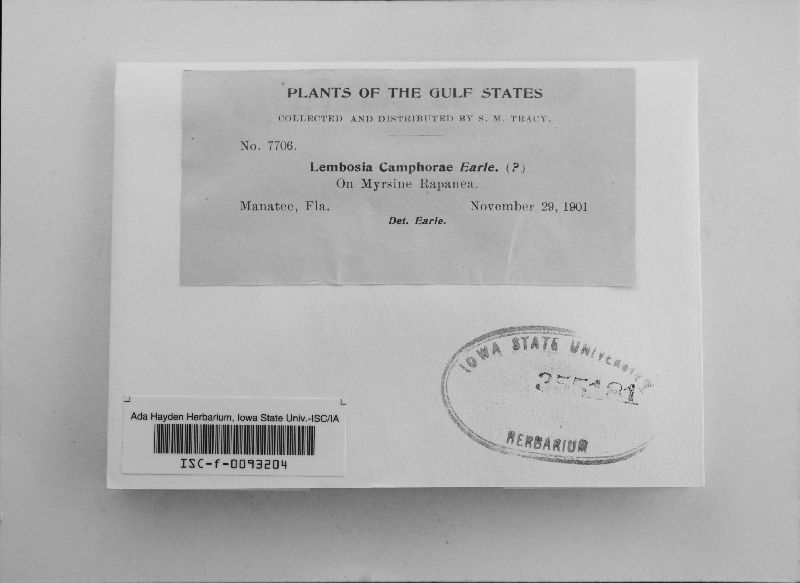 PLANTS OF THE GULF STATES
COLLECTED AND DISTRIBUTED BY S. M. TRACY.
No. 7706.
Lembosia Camphorae Earle. (?)
On Myrsine Rapanea.
Manatee, Fla. November 29, 1901
Det. Earle.
IOWA STATE UNIVERSITY
355181
HERBARIUM
Ada Hayden Herbarium, Iowa State Univ.-ISC/IA
ISC-f-0093204